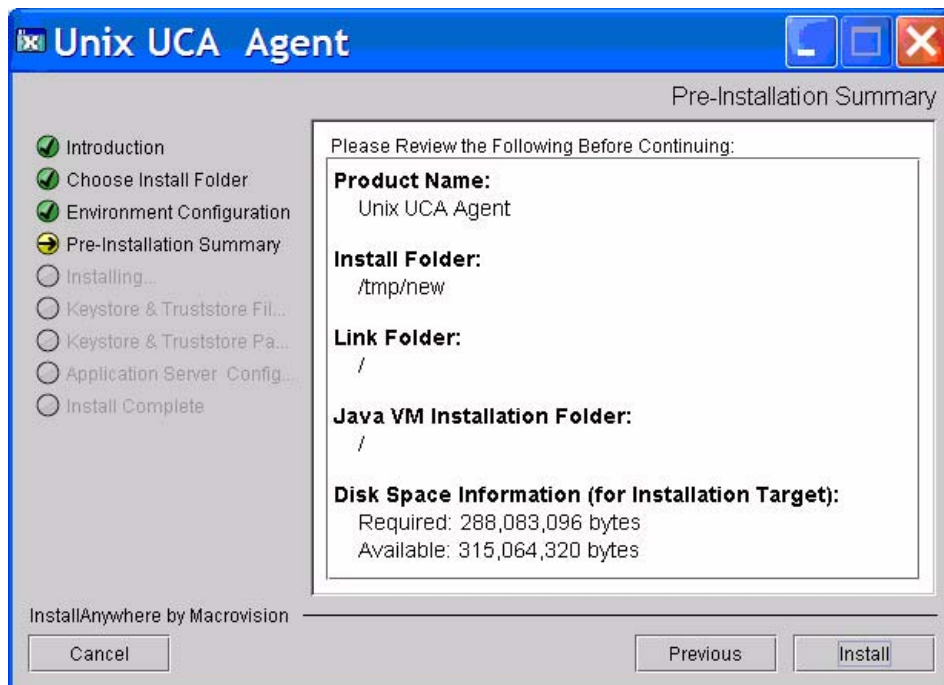 Unix UCA  Agent
Pre-Installation Summary
Introduction
Choose Install Folder
Environment Configuration
Pre-Installation Summary
Installing...
Keystore & Truststore Fil...
Keystore & Truststore Pa...
Application Server  Config...
Install Complete
Please Review the Following Before Continuing:
Product Name:
Unix UCA Agent
Install Folder:
/tmp/new
Link Folder:
/
Java VM Installation Folder:
/
Disk Space Information (for Installation Target):
Required: 288,083,096 bytes
Available: 315,064,320 bytes
InstallAnywhere by Macrovision
Cancel
Previous
Install